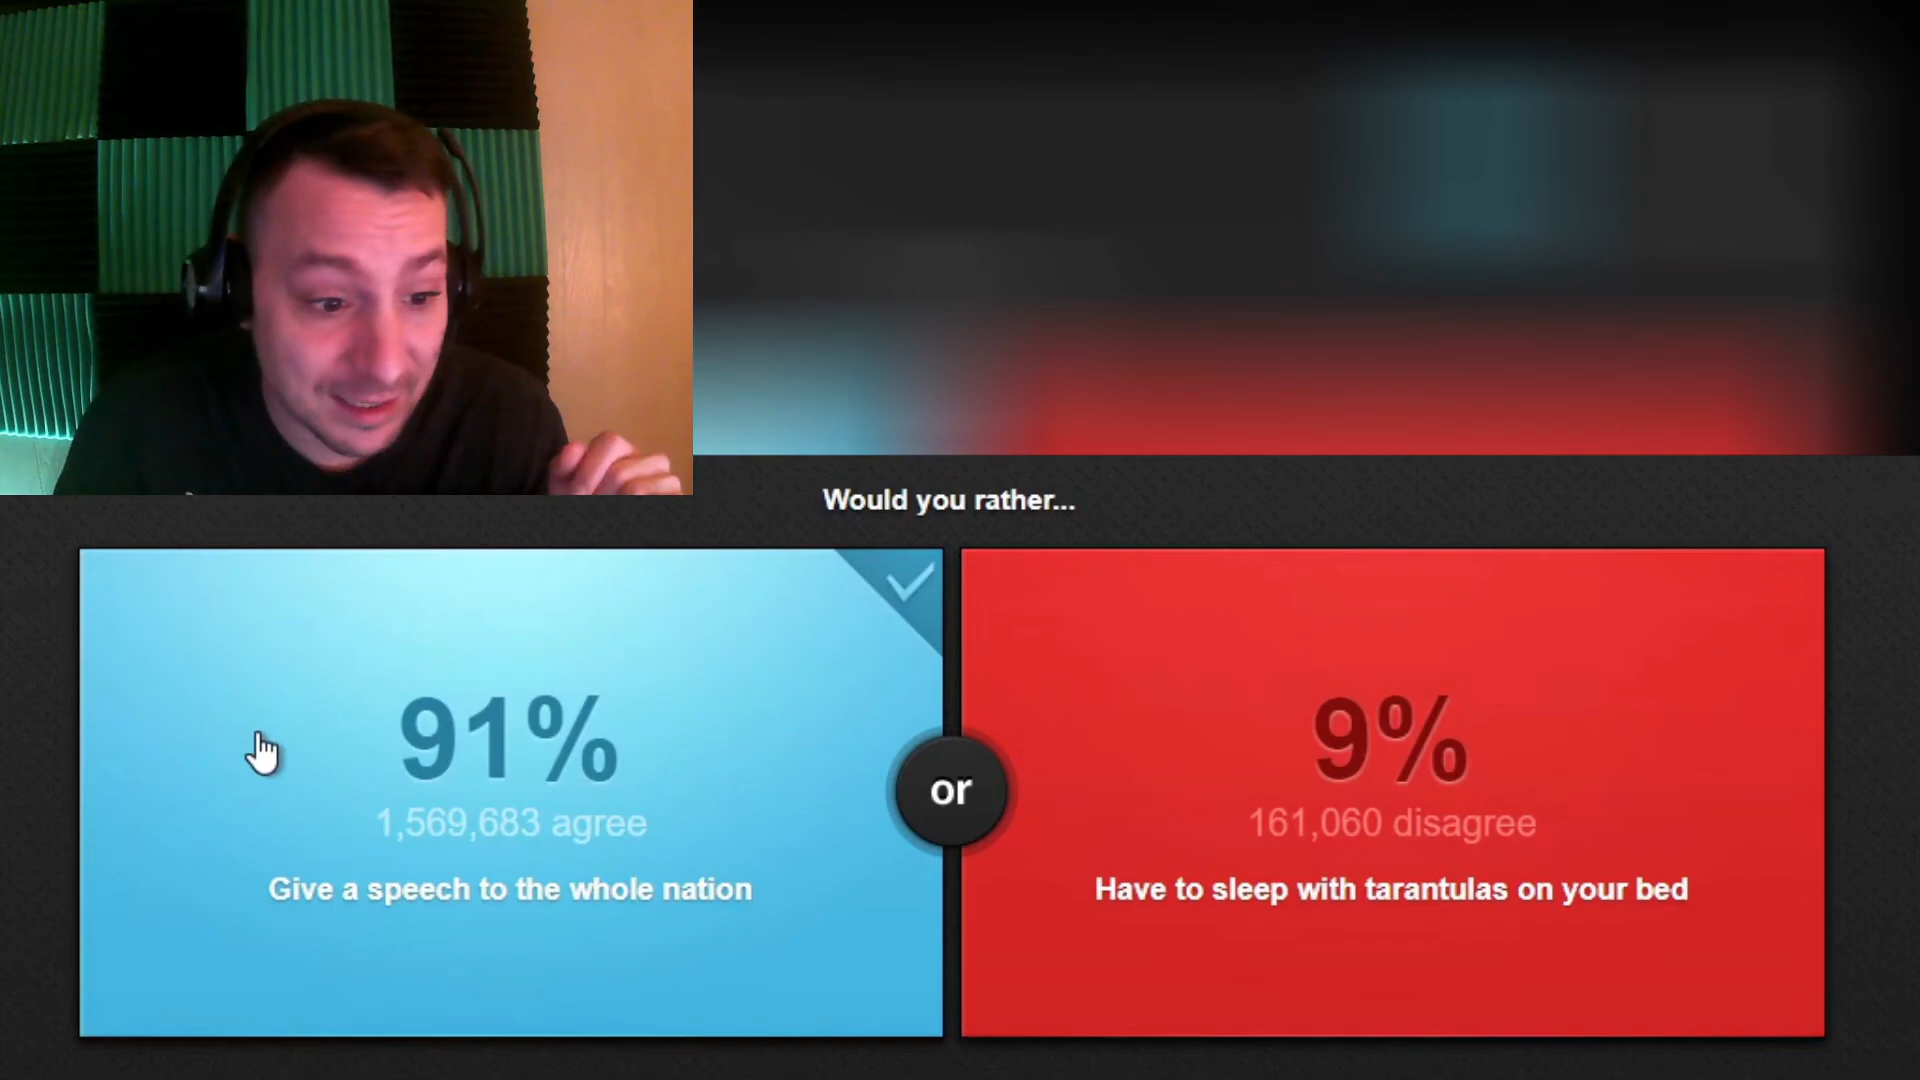 Would you rather...
91%
1,569,683 agree
Give a speech to the whole nation
or
9%
161,060 disagree
Have to sleep with tarantulas on your bed